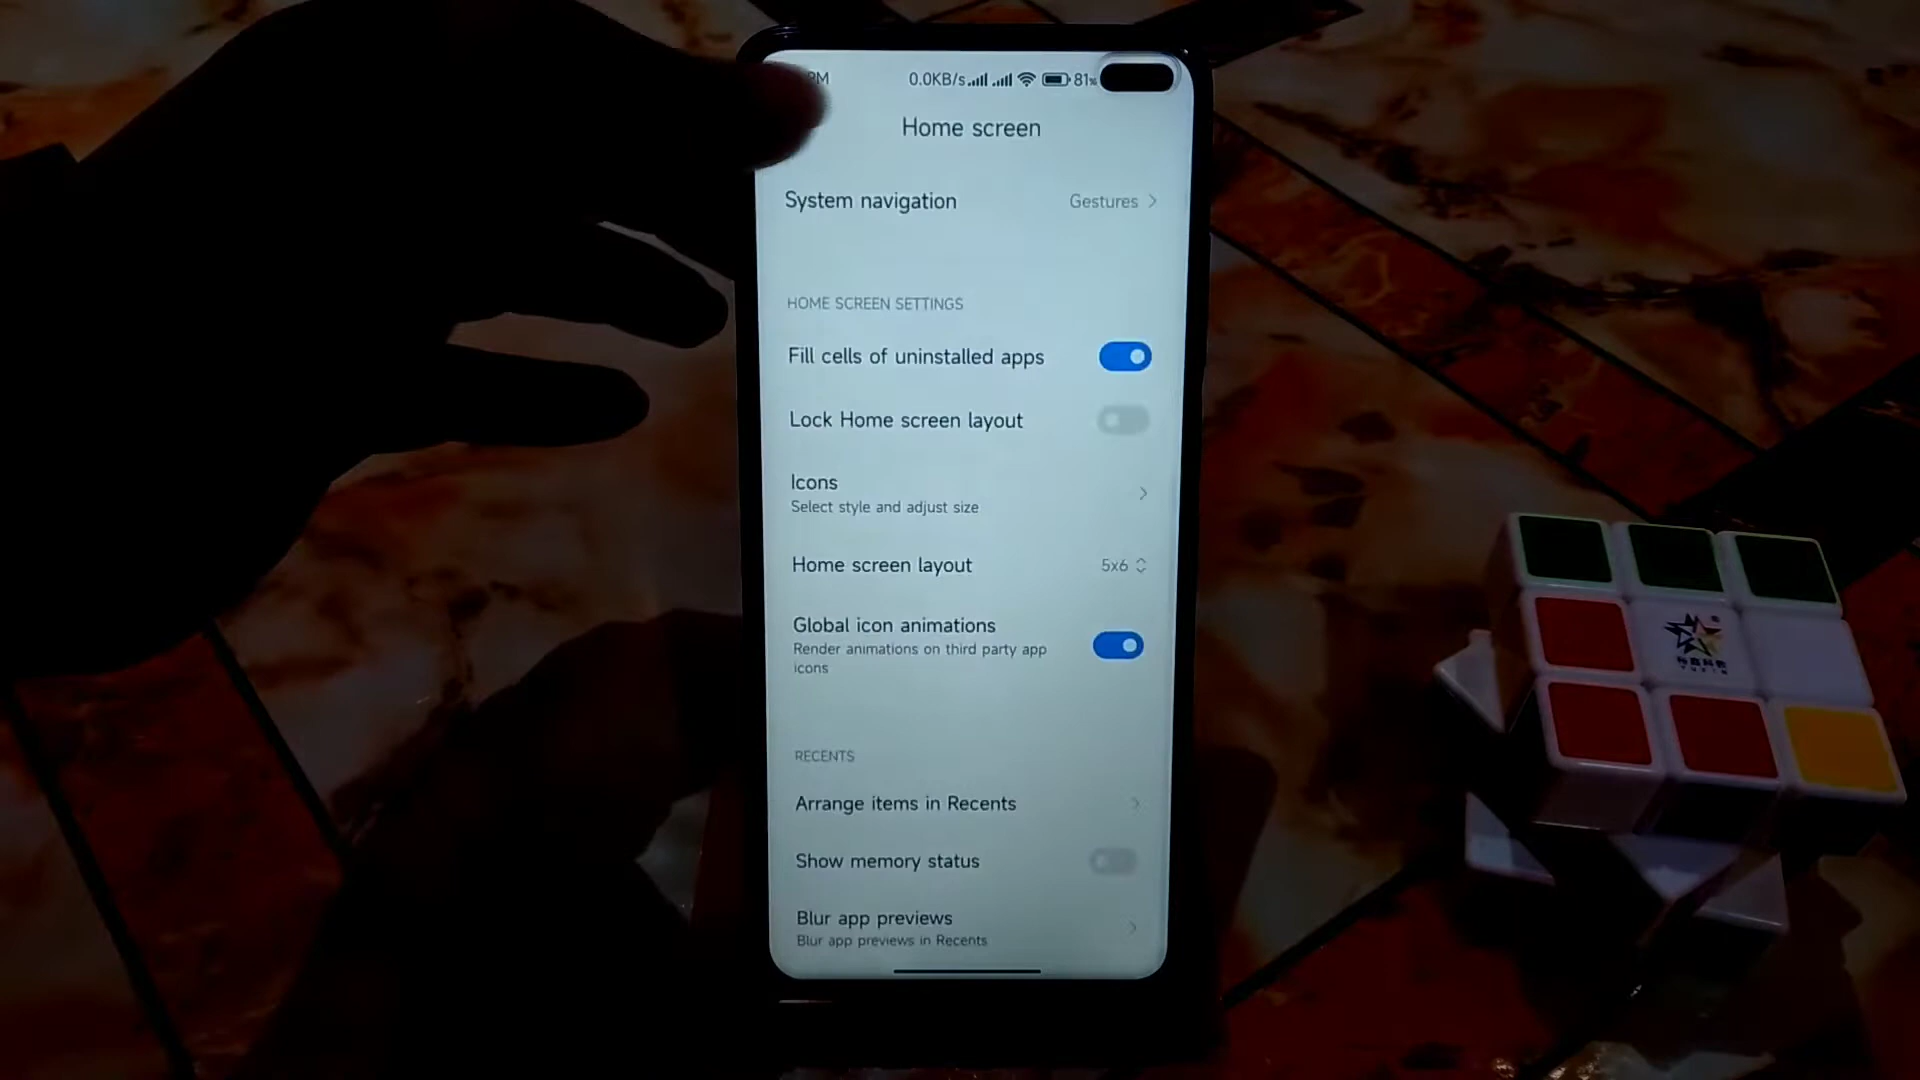 PM 0.0KB/s 81%
Home screen
System navigation Gestures
HOME SCREEN SETTINGS
Fill cells of uninstalled apps
Lock Home screen layout
Icons
Select style and adjust size
Home screen layout 5x6
Global icon animations
Render animations on third party app
icons
RECENTS
Arrange items in Recents
Show memory status
Blur app previews
Blur app previews in Recents